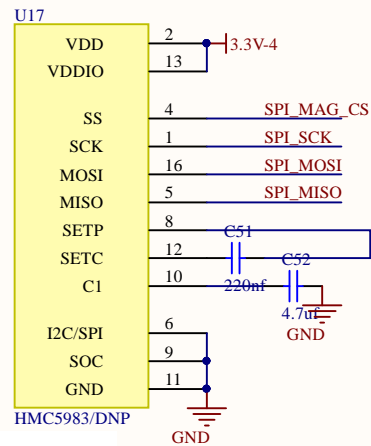 U17
VDD 2 3.3V-4
VDDIO 13
SS 4 SPI_MAG_CS
SCK 1 SPI_SCK
MOSI 16 SPI_MOSI
MISO 5 SPI_MISO
SETP 8
C51
SETC 12
C52
220nf
C1 10
4.7uf
GND
I2C/SPI 6
SOC 9
GND 11
HMC5983/DNP
GND